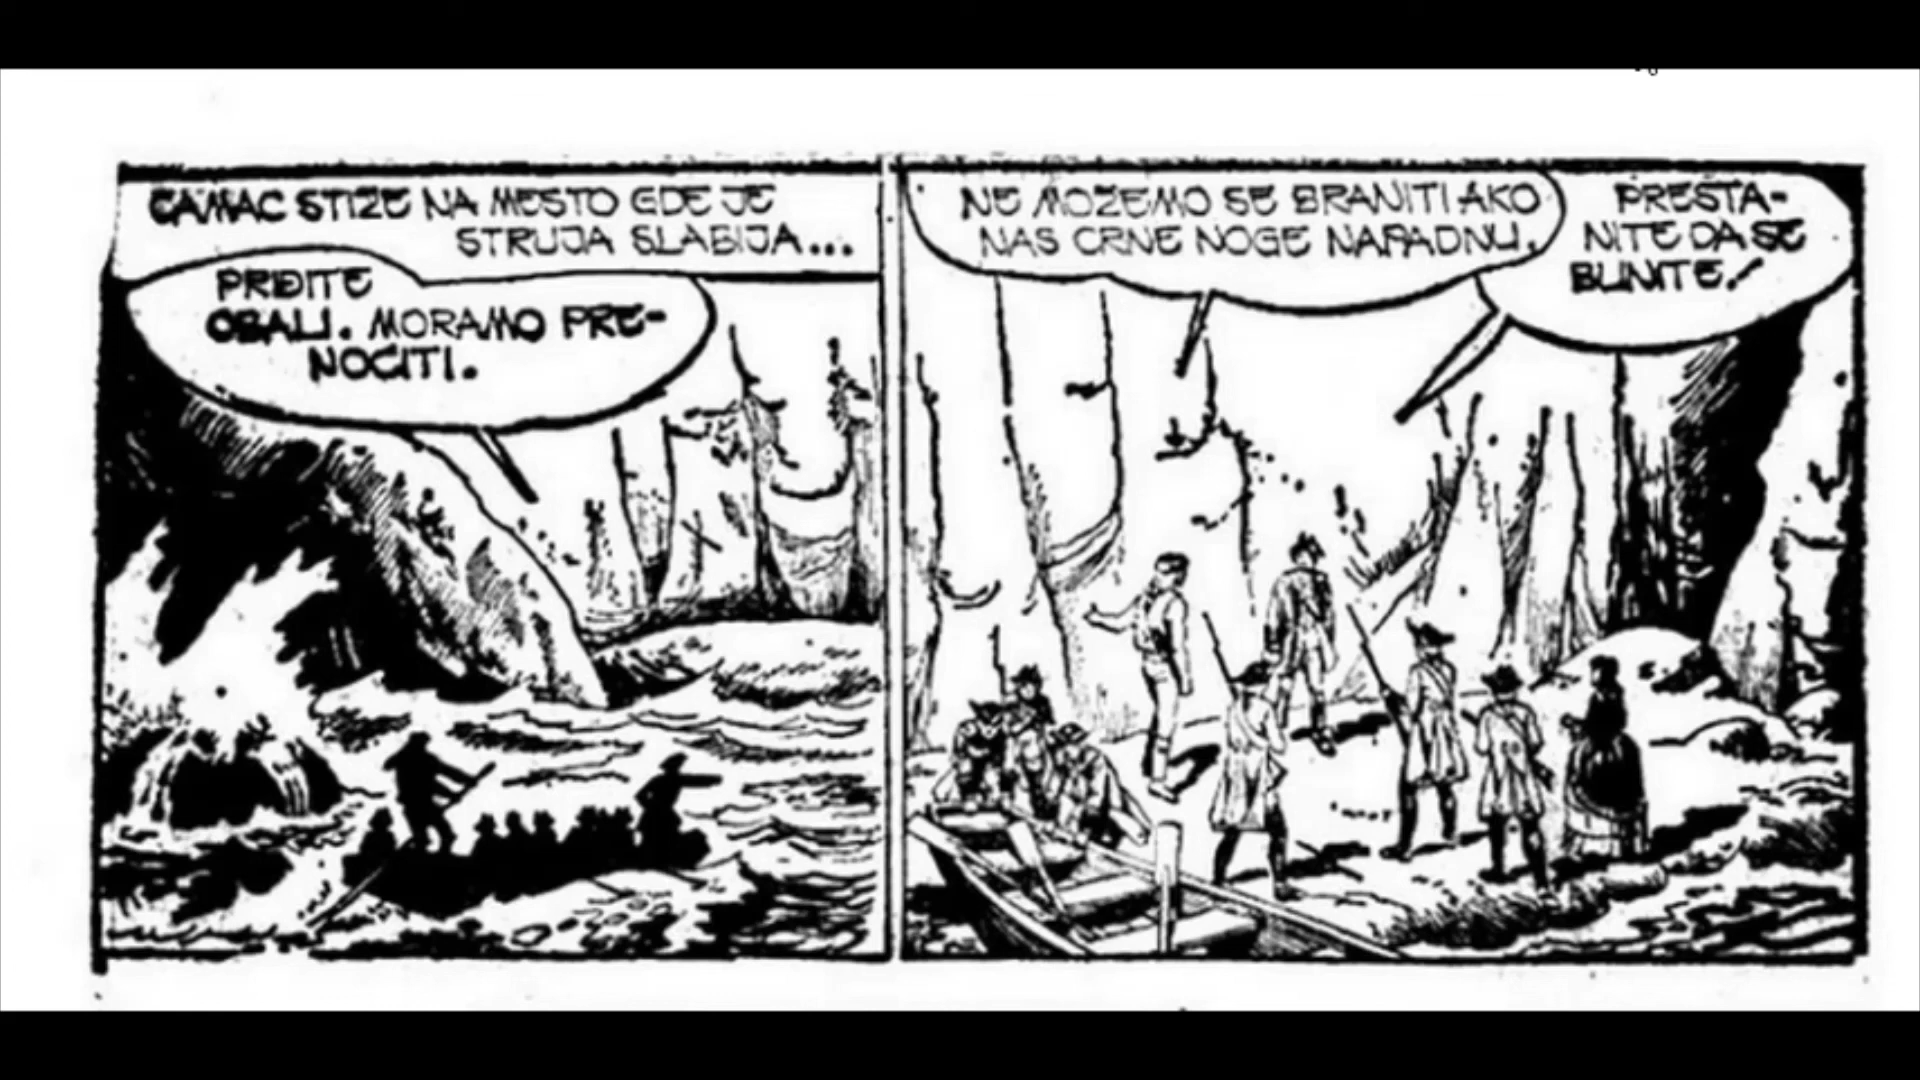 ČAMAC STIŽE NA MESTO GDE JE
STRUJA SLABIJA...
PRIĐITE
OBALI. MORAMO PRE-
NOĆITI.
NE MOŽEMO SE BRANITI AKO
NAS CRNE NOGE NAPADNU.
PRESTA-
NITE DA SE
BUNITE!